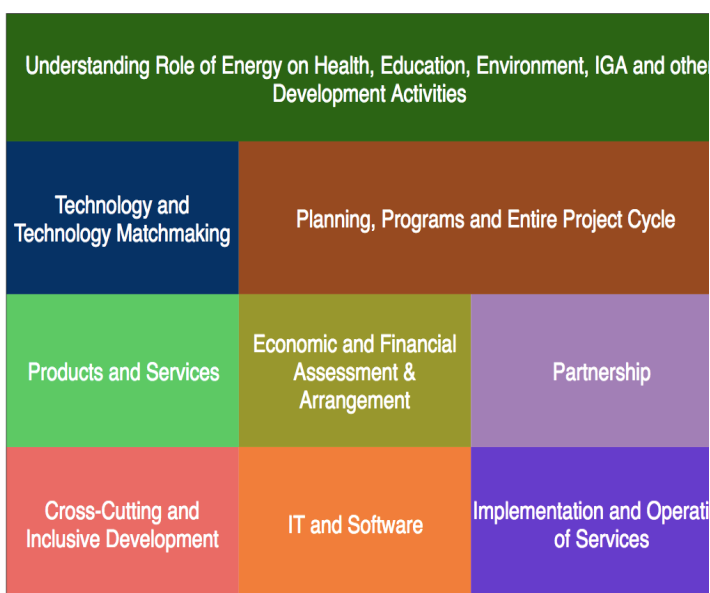 Understanding Role of Energy on Health, Education, Environment, IGA and other
Development Activities
Technology and
Technology Matchmaking
Planning, Programs and Entire Project Cycle
Products and Services
Economic and Financial
Assessment &
Arrangement
Partnership
Cross-Cutting and
Inclusive Development
IT and Software
Implementation and Operati
of Services